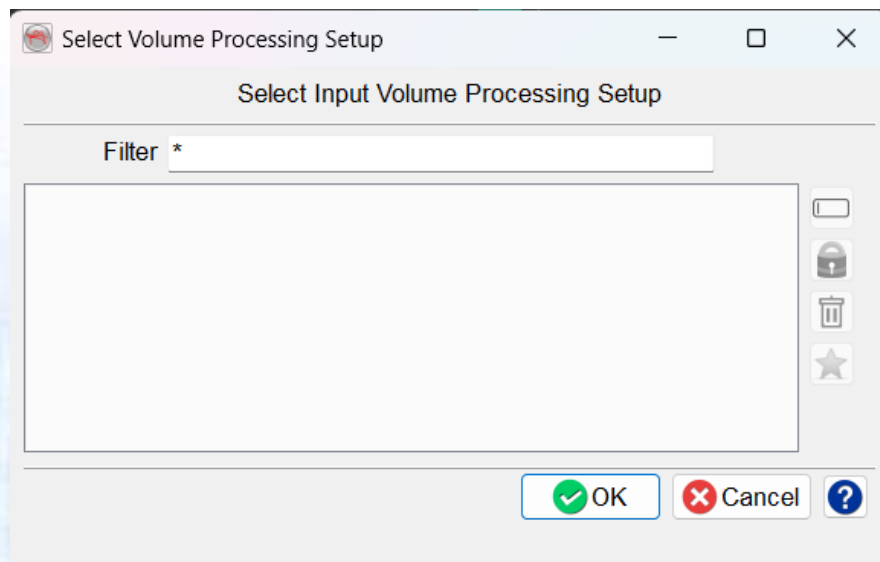 Select Volume Processing Setup
Select Input Volume Processing Setup
Filter *
OK Cancel ?